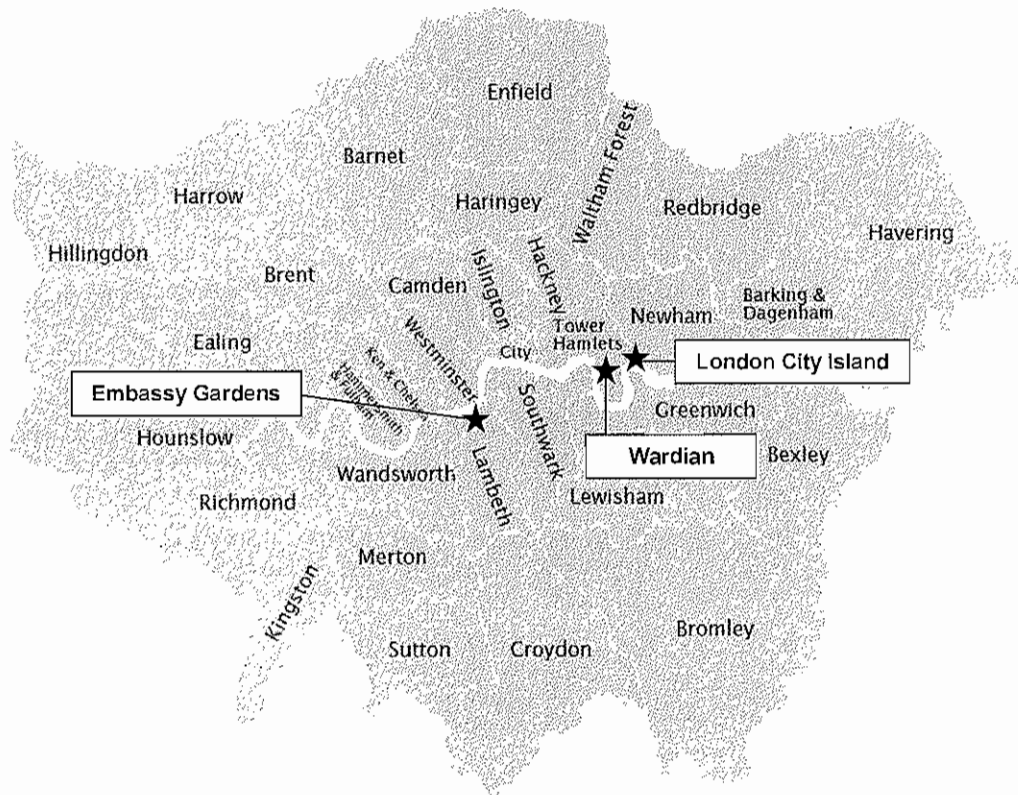 Enfield
Waltham Forest
Barnet
Harrow
Haringey
Redbridge
Havering
Hillingdon
Brent
Camden
Islington
Hackney
Barking &
Dagenham
Newham
Tower
Hamlets
Ealing
Westminster
City
London City Island
Ken & Chelsea
Hammersmith
& Fulham
Embassy Gardens
Southwark
Greenwich
Hounslow
Wardian
Bexley
Wandsworth
Lambeth
Lewisham
Richmond
Merton
Kingston
Sutton
Croydon
Bromley